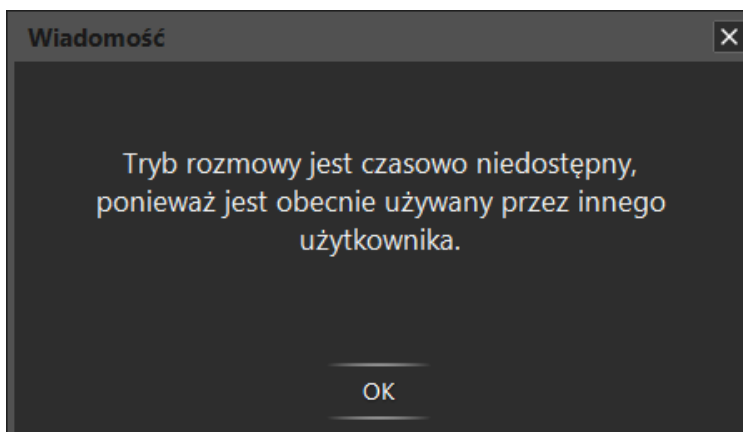 Wiadomość
Tryb rozmowy jest czasowo niedostępny,
ponieważ jest obecnie używany przez innego
użytkownika.
OK